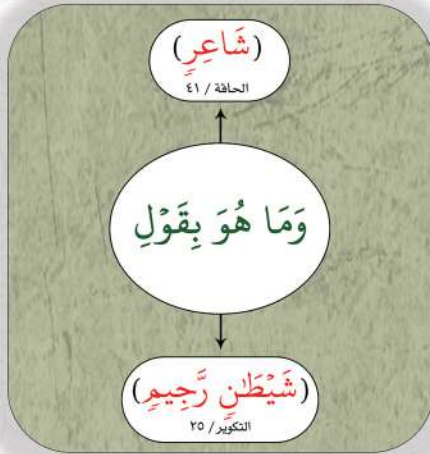 (شَاعِرٖ)
الحاقة / ٤١
وَمَا هُوَ بِقَوۡلِ
(شَيۡطَٰنٖ رَّجِيمٖ)
التكوير / ٢٥